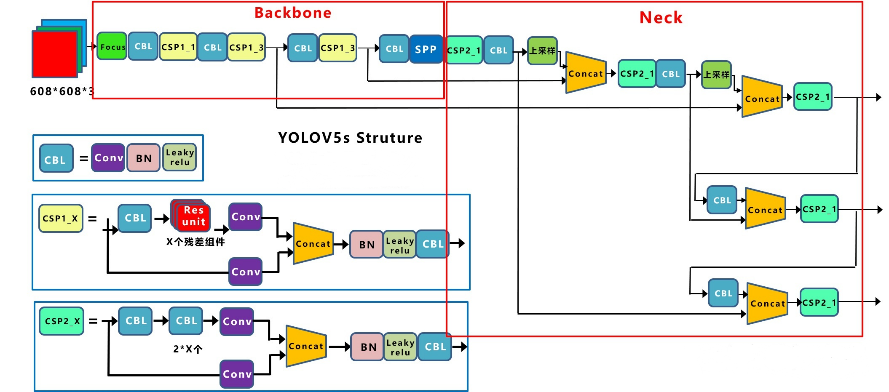 Backbone
Neck
Focus
CBL
CSP1_1
CBL
CSP1_3
CBL
CSP1_3
CBL
SPP
CSP2_1
CBL
上采样
Concat
CSP2_1
CBL
上采样
Concat
CSP2_1
608*608*3
YOLOV5s Struture
CBL
=
Conv
BN
Leaky
relu
CBL
Concat
CSP2_1
CSP1_X
=
CBL
Res
unit
X个残差组件
Conv
Conv
Concat
BN
Leaky
relu
CBL
CBL
Concat
CSP2_1
CSP2_X
=
CBL
CBL
2*X个
Conv
Conv
Concat
BN
Leaky
relu
CBL